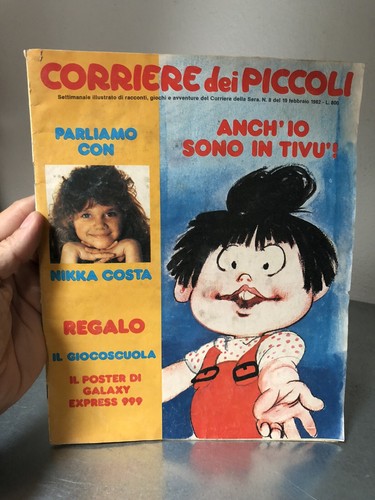 CORRIERE dei PICCOLI
Settimanale illustrato di racconti, giochi e avventure del Corriere della Sera. N. 8 del 19 febbraio 1982 - L. 800
PARLIAMO
CON
NIKKA COSTA
REGALO
IL GIOCOSCUOLA
IL POSTER DI
GALAXY
EXPRESS 999
ANCH'IO
SONO IN TIVU'!